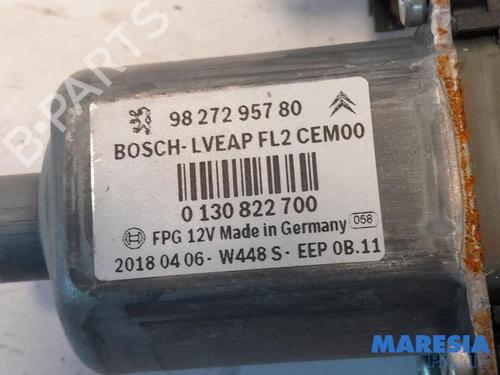 98 272 957 80
BOSCH-LVEAP FL2 CEM00
0 130 822 700
FPG 12V Made in Germany 058
2018 04 06 - W448 S - EEP 0B.11
B-PARTS
MARESIA